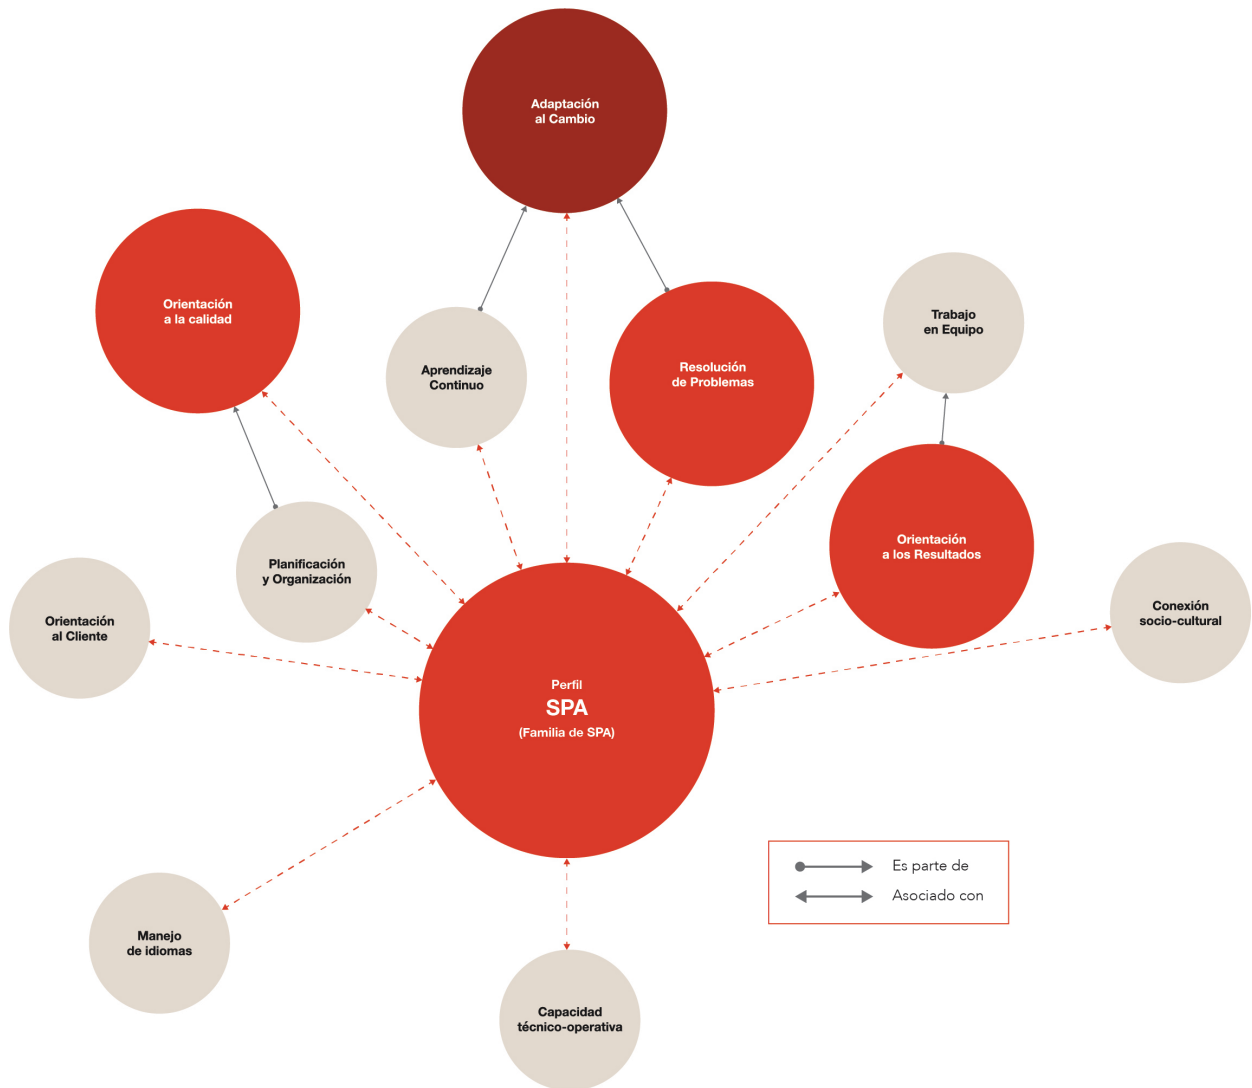 Adaptación
al Cambio
Orientación
a la calidad
Trabajo
en Equipo
Aprendizaje
Continuo
Resolución
de Problemas
Orientación
a los Resultados
Planificación
y Organización
Conexión
socio-cultural
Orientación
al Cliente
Perfil
SPA
(Familia de SPA)
Es parte de
Asociado con
Manejo
de idiomas
Capacidad
técnico-operativa